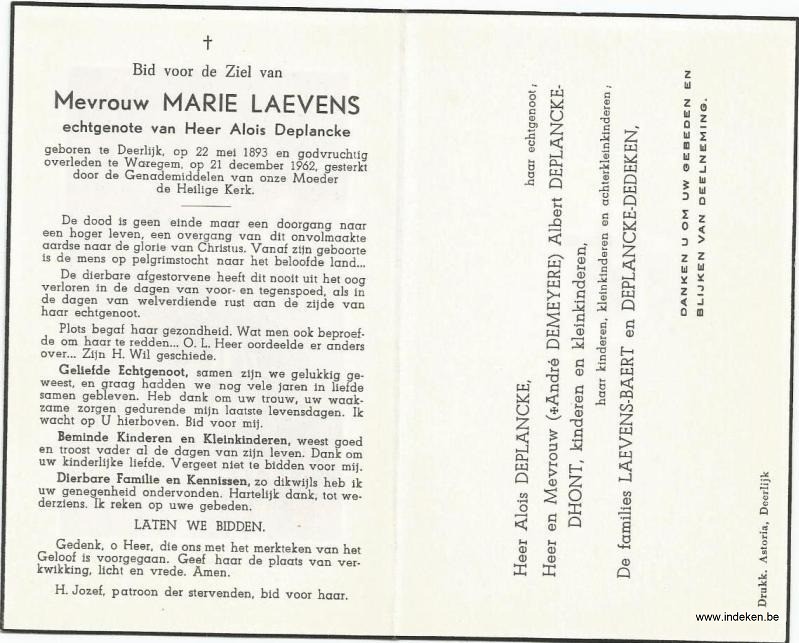 †
Bid voor de Ziel van
Mevrouw MARIE LAEVENS
echtgenote van Heer Alois Deplancke
geboren te Deerlijk, op 22 mei 1893 en godvruchtig
overleden te Waregem, op 21 december 1962, gesterkt
door de Genademiddelen van onze Moeder
de Heilige Kerk.
De dood is geen einde maar een doorgang naar
een hoger leven, een overgang van dit onvolmaakte
aardse naar de glorie van Christus. Vanaf zijn geboorte
is de mens op pelgrimstocht naar het beloofde land...
De dierbare afgestorvene heeft dit nooit uit het oog
verloren in de dagen van voor- en tegenspoed, als in
de dagen van welverdiende rust aan de zijde van
haar echtgenoot.
Plots begaf haar gezondheid. Wat men ook beproef-
de om haar te redden... O. L. Heer oordeelde er anders
over... Zijn H. Wil geschiede.
Geliefde Echtgenoot, samen zijn we gelukkig ge-
weest, en graag hadden we nog vele jaren in liefde
samen gebleven. Heb dank om uw trouw, uw waak-
zame zorgen gedurende mijn laatste levensdagen. Ik
wacht op U hierboven. Bid voor mij.
Beminde Kinderen en Kleinkinderen, weest goed
en troost vader al de dagen van zijn leven. Dank om
uw kinderlijke liefde. Vergeet niet te bidden voor mij.
Dierbare Familie en Kennissen, zo dikwijls heb ik
uw genegenheid ondervonden. Hartelijk dank, tot we-
derziens. Ik reken op uwe gebeden.
LATEN WE BIDDEN.
Gedenk, o Heer, die ons met het merkteken van het
Geloof is voorgegaan. Geef haar de plaats van ver-
kwikking, licht en vrede. Amen.
H. Jozef, patroon der stervenden, bid voor haar.
Heer Alois DEPLANCKE,
haar echtgenoot;
Heer en Mevrouw (✠André DEMEYERE) Albert DEPLANCKE-
DHONT, kinderen en kleinkinderen,
haar kinderen, kleinkinderen en achterkleinkinderen;
De families LAEVENS-BAERT en DEPLANCKE-DEDEKEN,
DANKEN U OM UW GEBEDEN EN
BLIJKEN VAN DEELNEMING.
Drukk. Astoria, Deerlijk
www.indeken.be